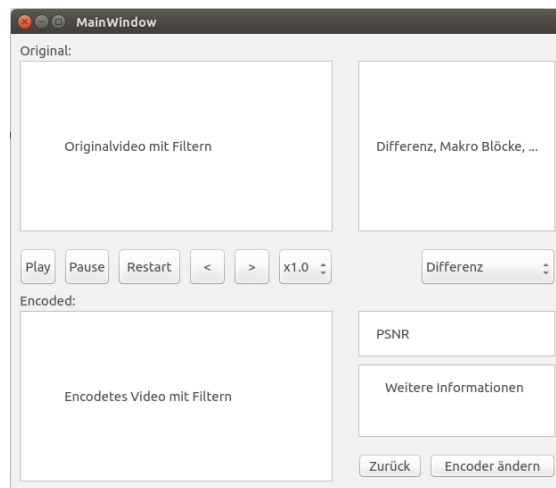 MainWindow
Original:
Originalvideo mit Filtern
Differenz, Makro Blöcke, ...
Play Pause Restart < > x1.0 Differenz
Encoded:
Encodetes Video mit Filtern
PSNR
Weitere Informationen
Zurück Encoder ändern